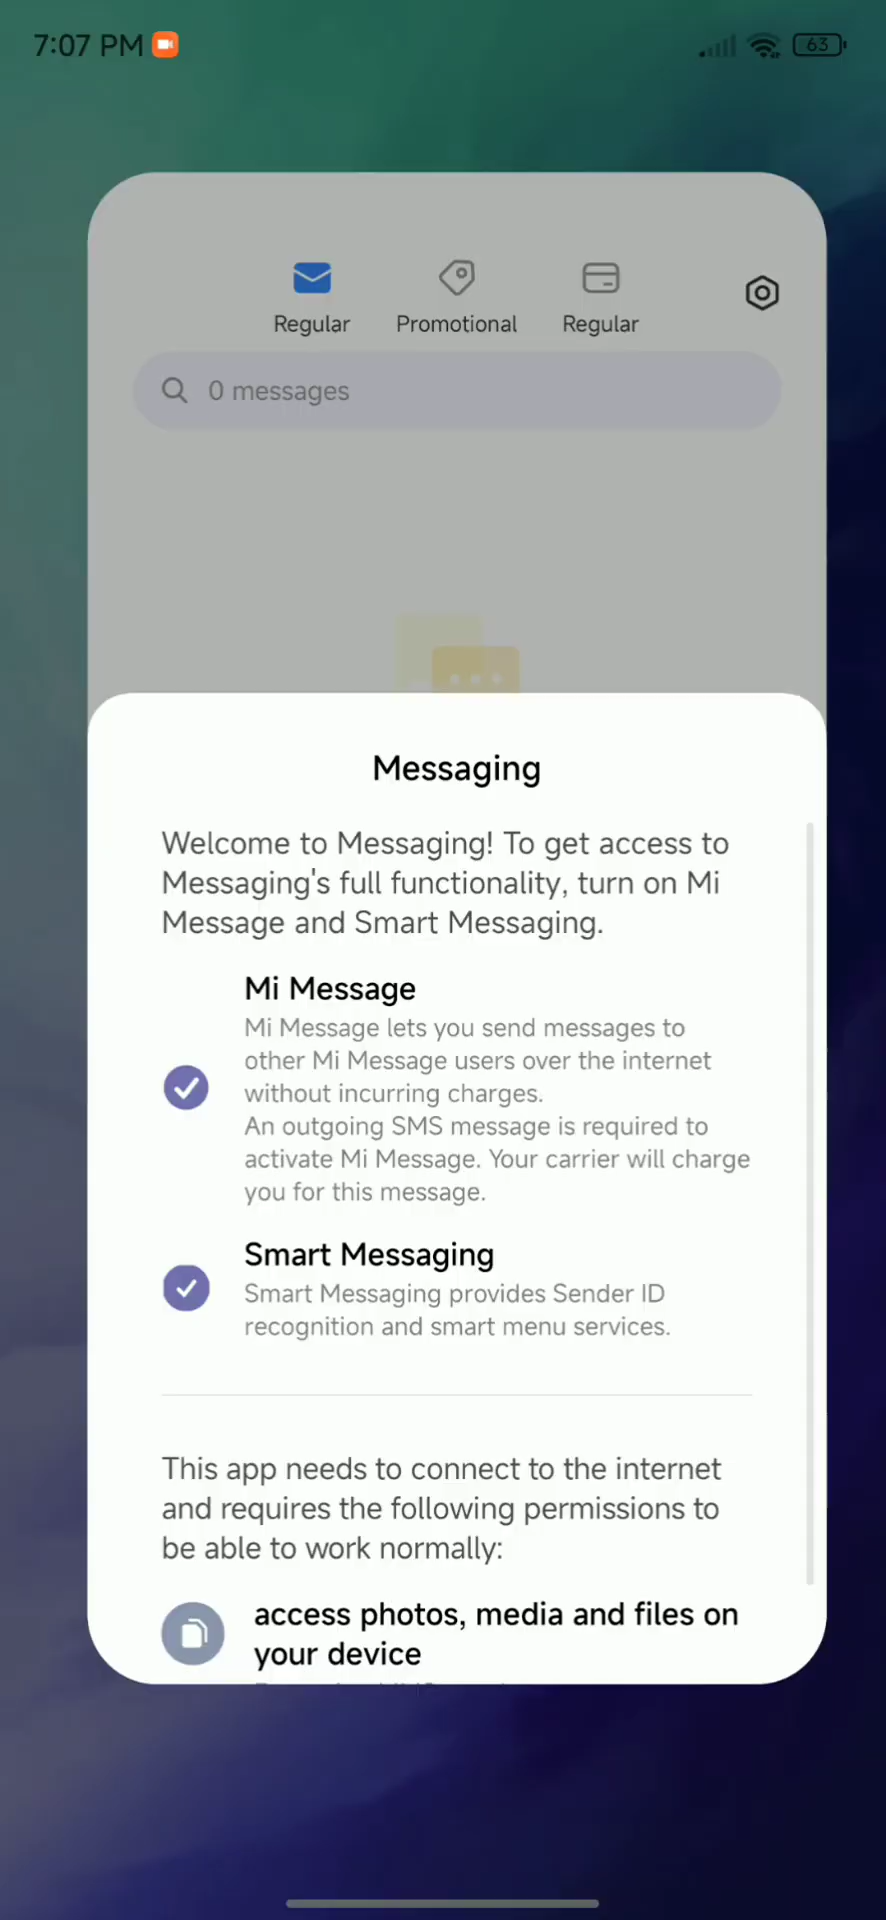 7:07 PM
63
Regular Promotional Regular
0 messages
Messaging
Welcome to Messaging! To get access to
Messaging's full functionality, turn on Mi
Message and Smart Messaging.
Mi Message
Mi Message lets you send messages to
other Mi Message users over the internet
without incurring charges.
An outgoing SMS message is required to
activate Mi Message. Your carrier will charge
you for this message.
Smart Messaging
Smart Messaging provides Sender ID
recognition and smart menu services.
This app needs to connect to the internet
and requires the following permissions to
be able to work normally:
access photos, media and files on
your device